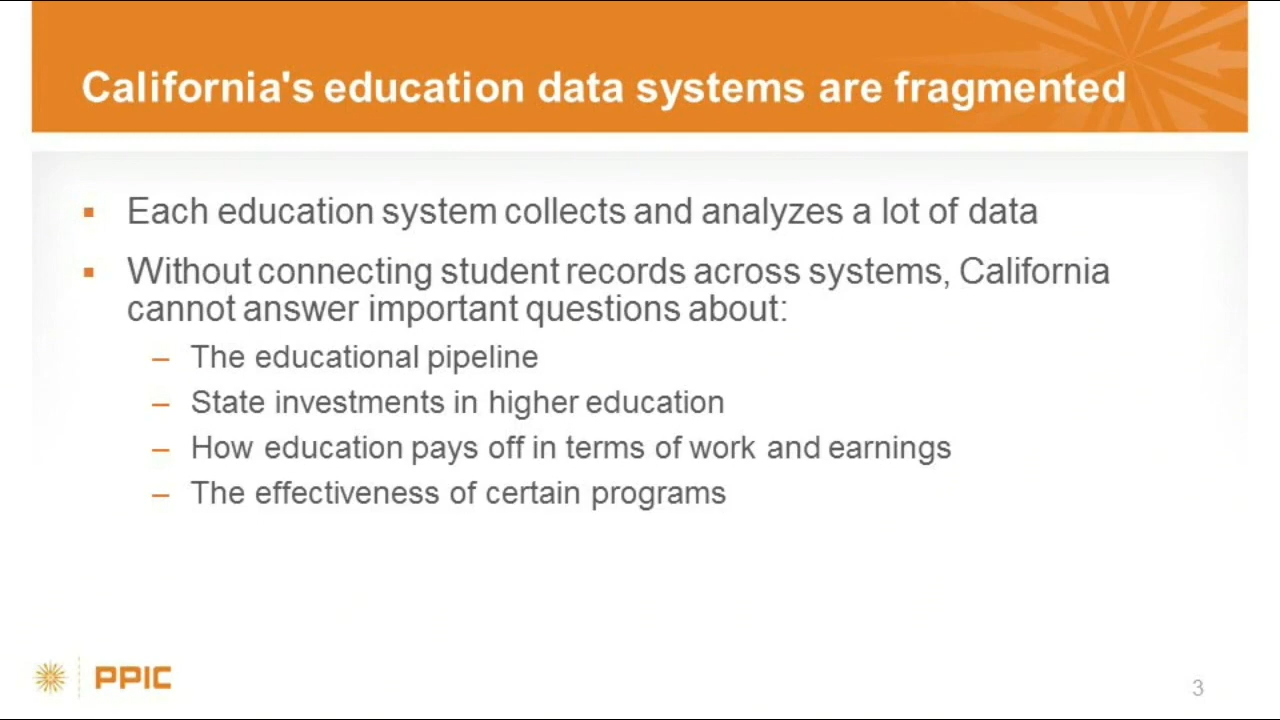 California's education data systems are fragmented
▪ Each education system collects and analyzes a lot of data
▪ Without connecting student records across systems, California
cannot answer important questions about:
– The educational pipeline
– State investments in higher education
– How education pays off in terms of work and earnings
– The effectiveness of certain programs
PPIC
3